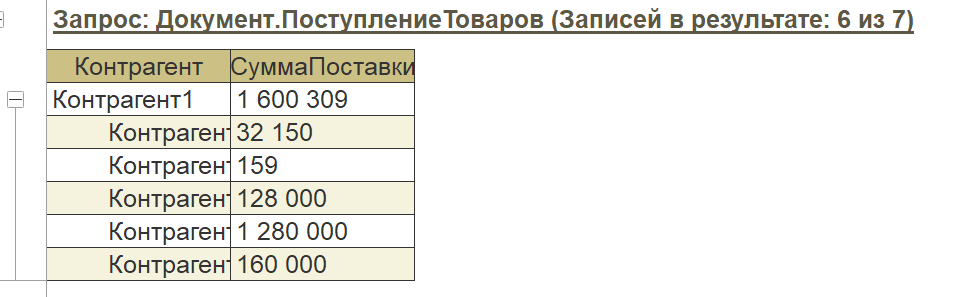 Запрос: Документ.ПоступлениеТоваров (Записей в результате: 6 из 7)
Контрагент СуммаПоставки
Контрагент1 1 600 309
Контрагент 32 150
Контрагент 159
Контрагент 128 000
Контрагент 1 280 000
Контрагент 160 000